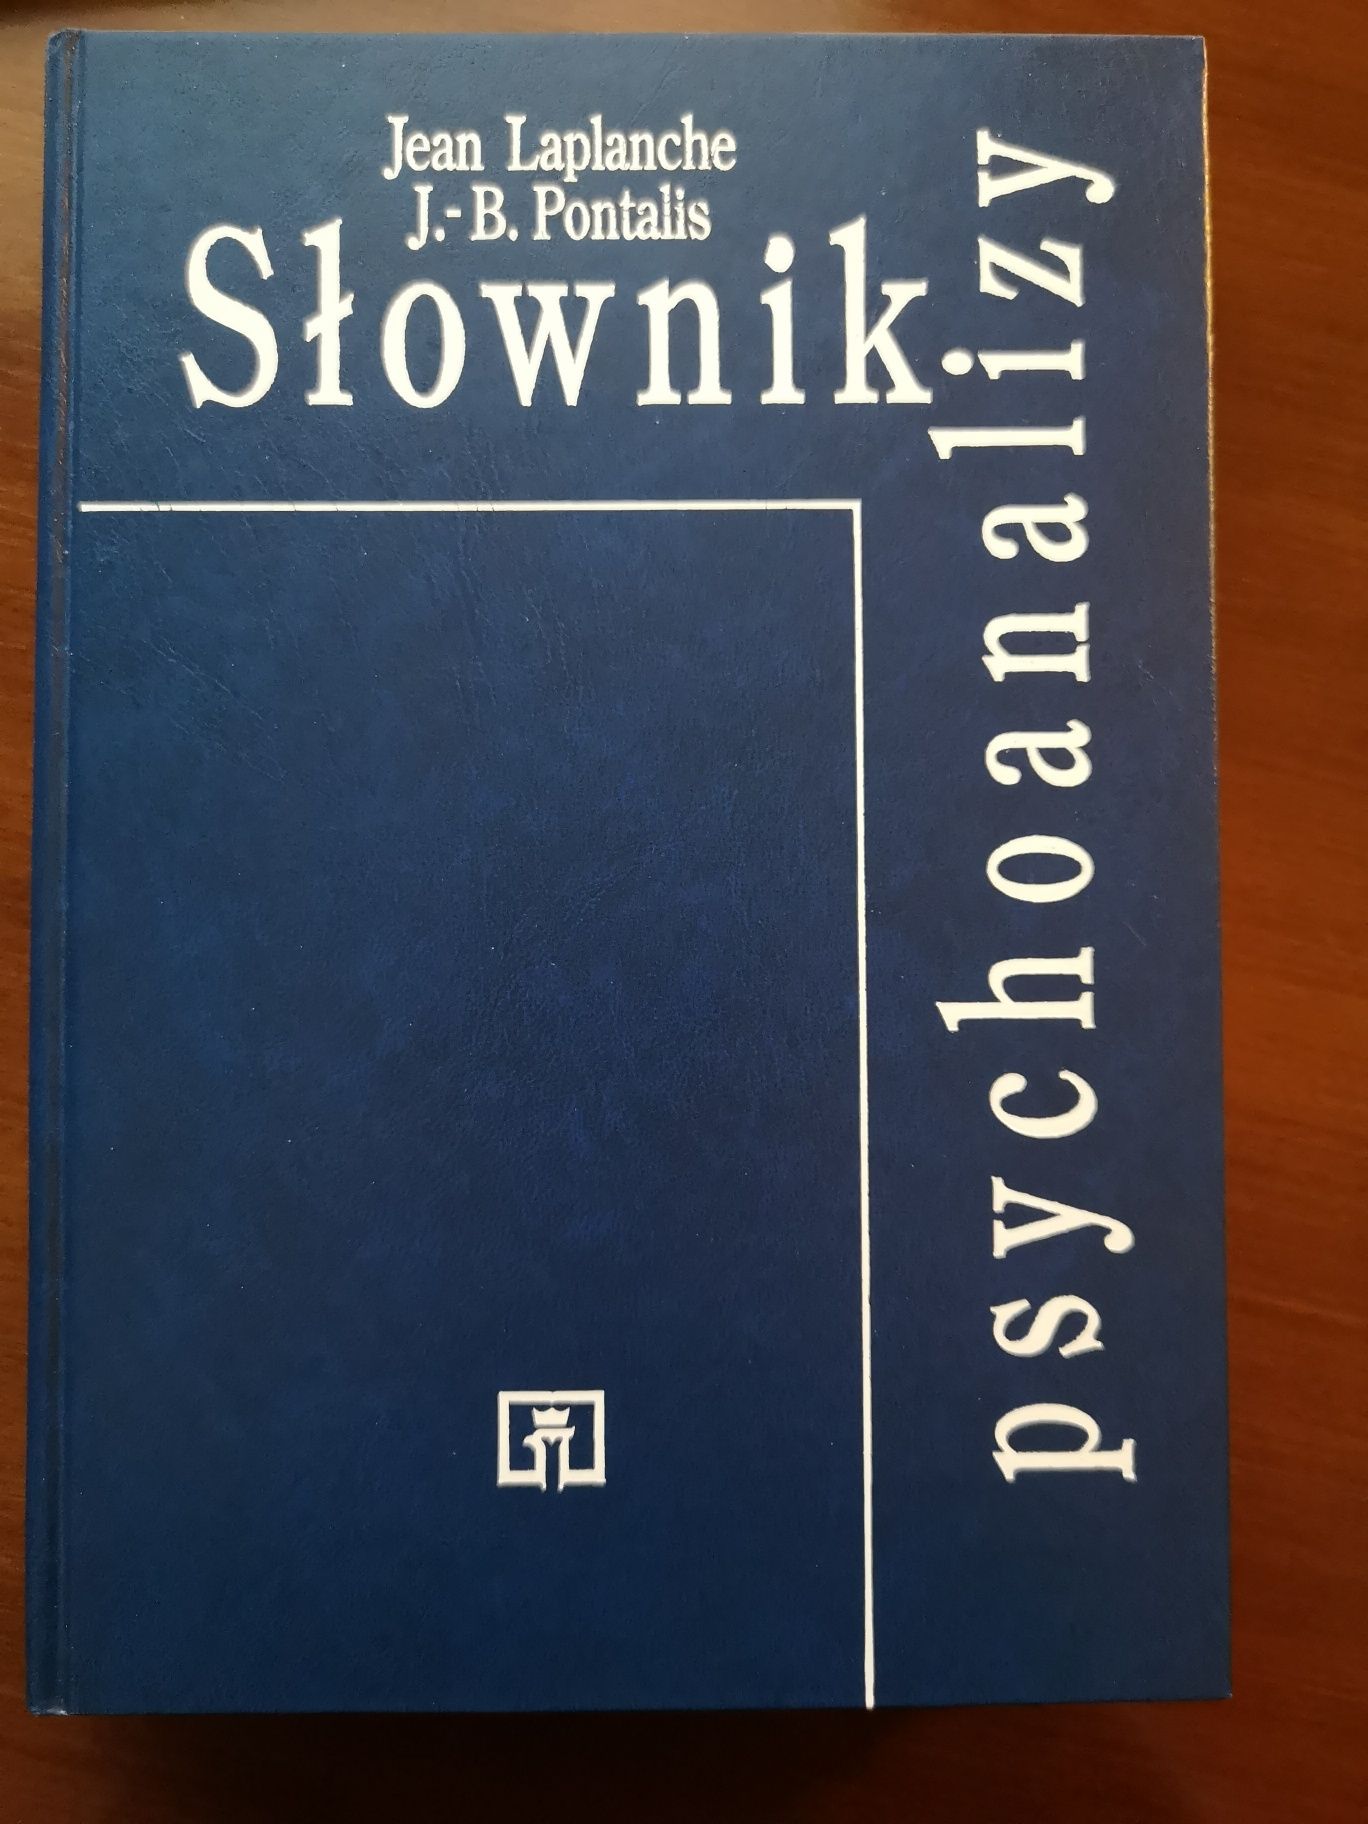 Jean Laplanche
J.-B. Pontalis
Słownik
psychoanalizy